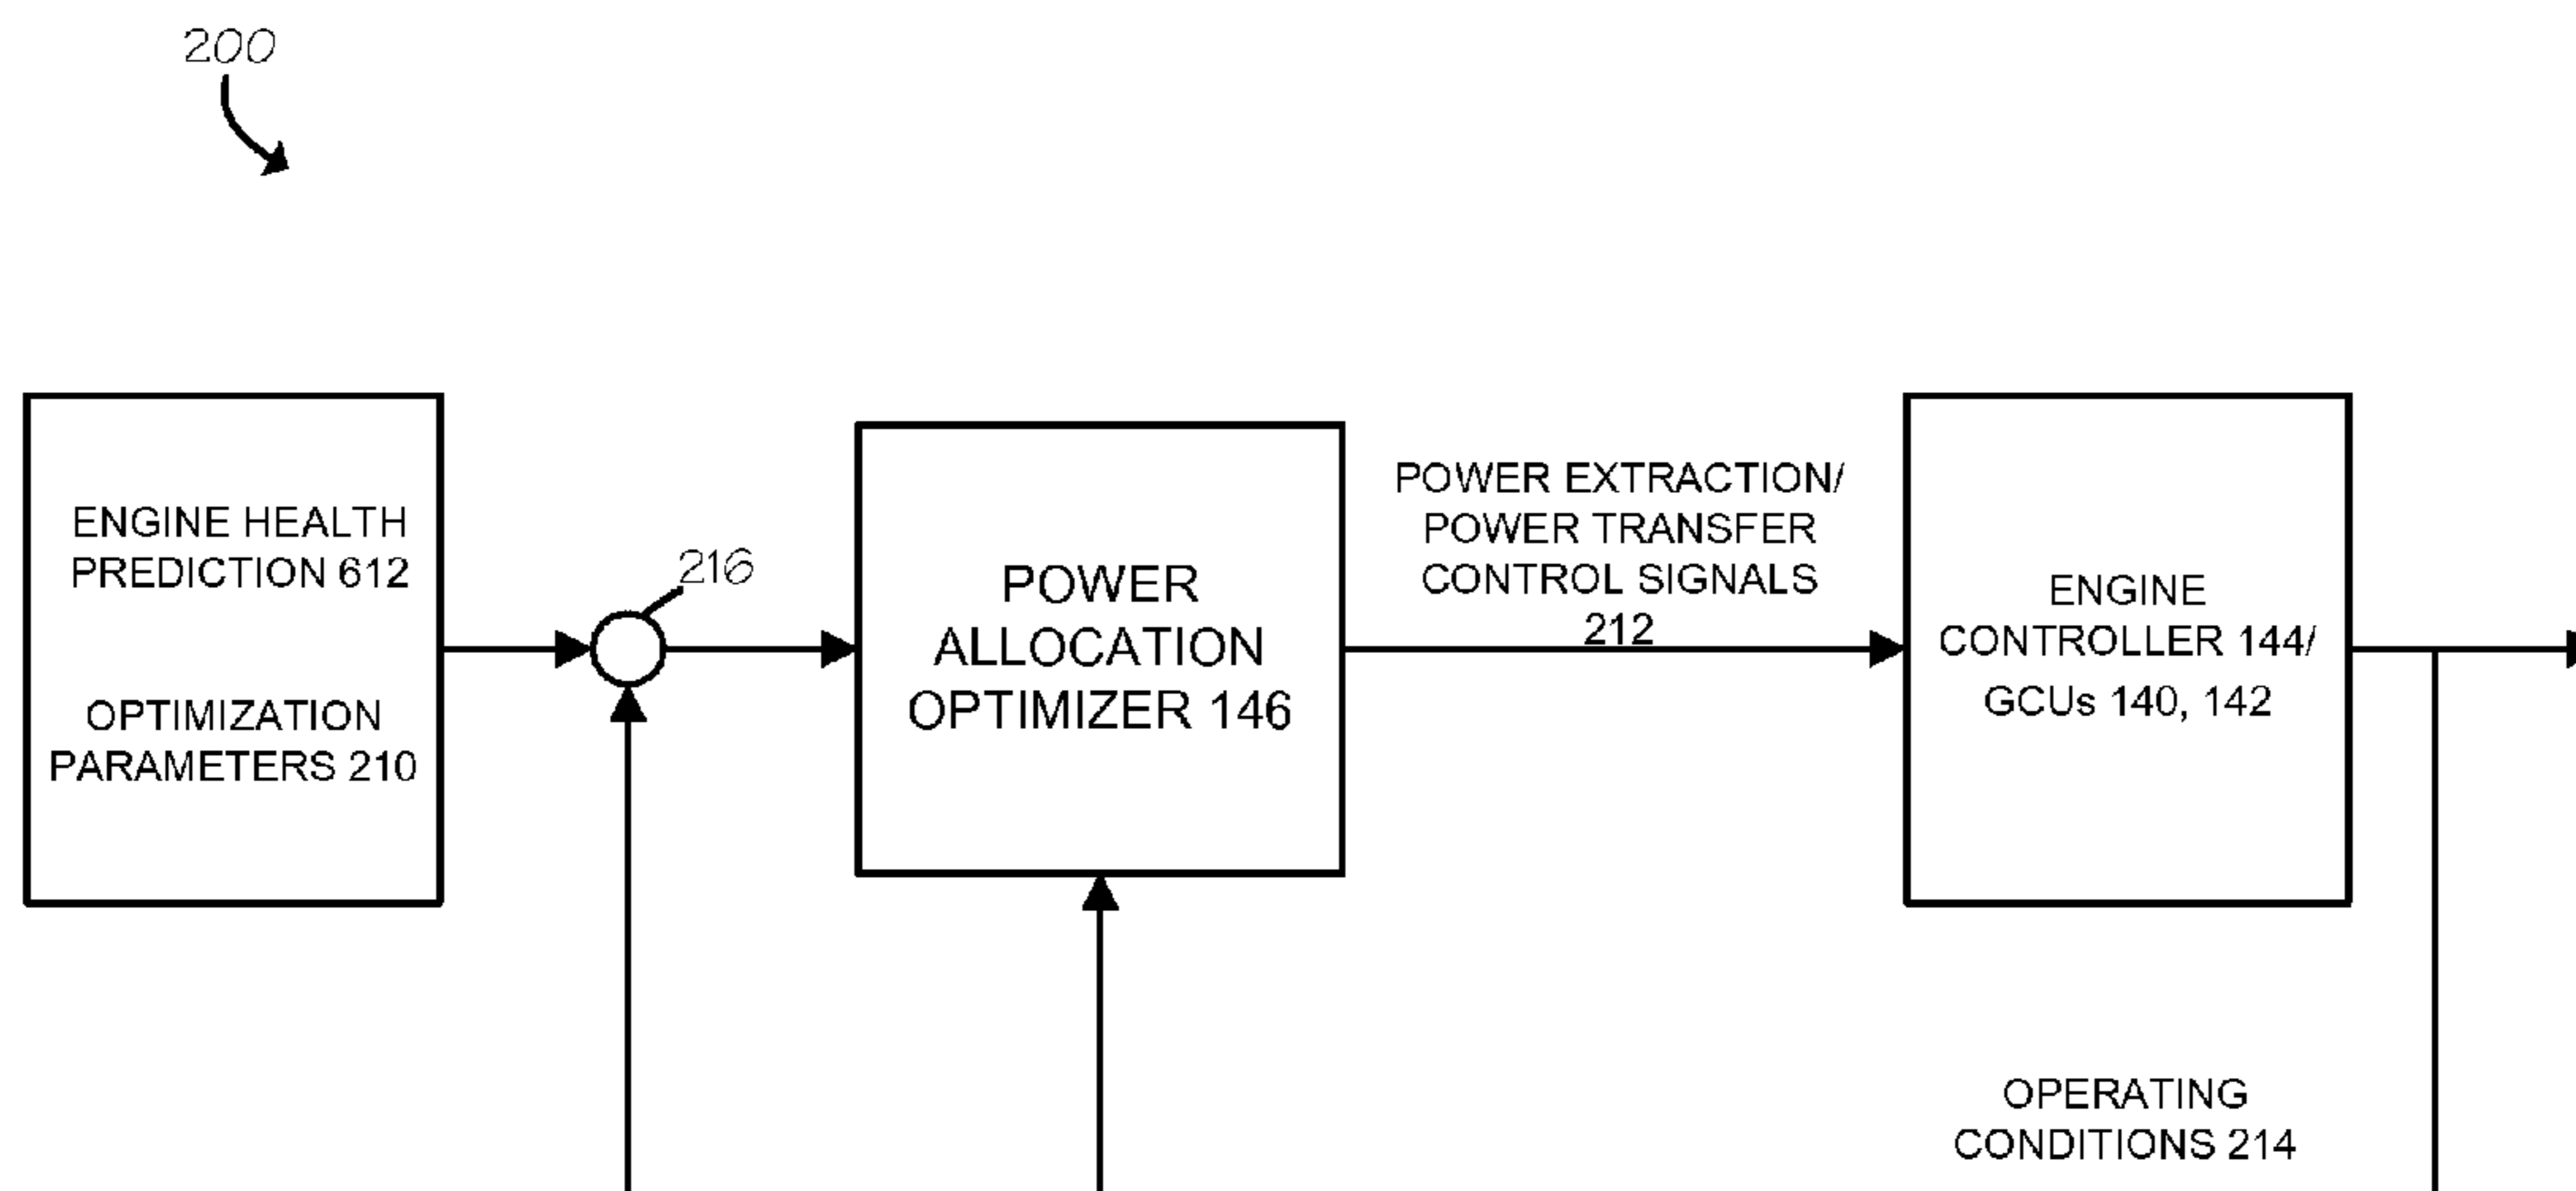 200
ENGINE HEALTH
PREDICTION 612
OPTIMIZATION
PARAMETERS 210
216
POWER
ALLOCATION
OPTIMIZER 146
POWER EXTRACTION/
POWER TRANSFER
CONTROL SIGNALS
212
ENGINE
CONTROLLER 144/
GCUs 140, 142
OPERATING
CONDITIONS 214